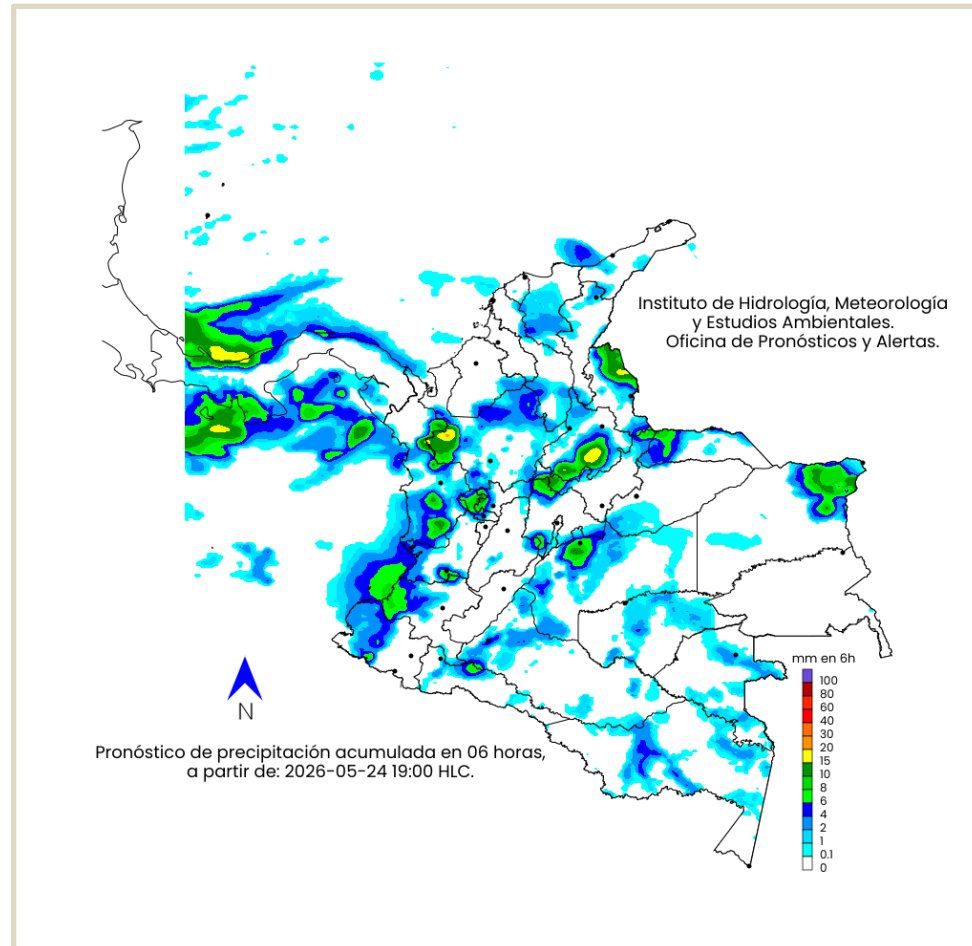 Instituto de Hidrología, Meteorología
y Estudios Ambientales.
Oficina de Pronósticos y Alertas.
mm en 6h
100
80
60
40
30
20
15
10
8
6
4
2
1
0.1
0
N
Pronóstico de precipitación acumulada en 06 horas,
a partir de: 2026-05-24 19:00 HLC.